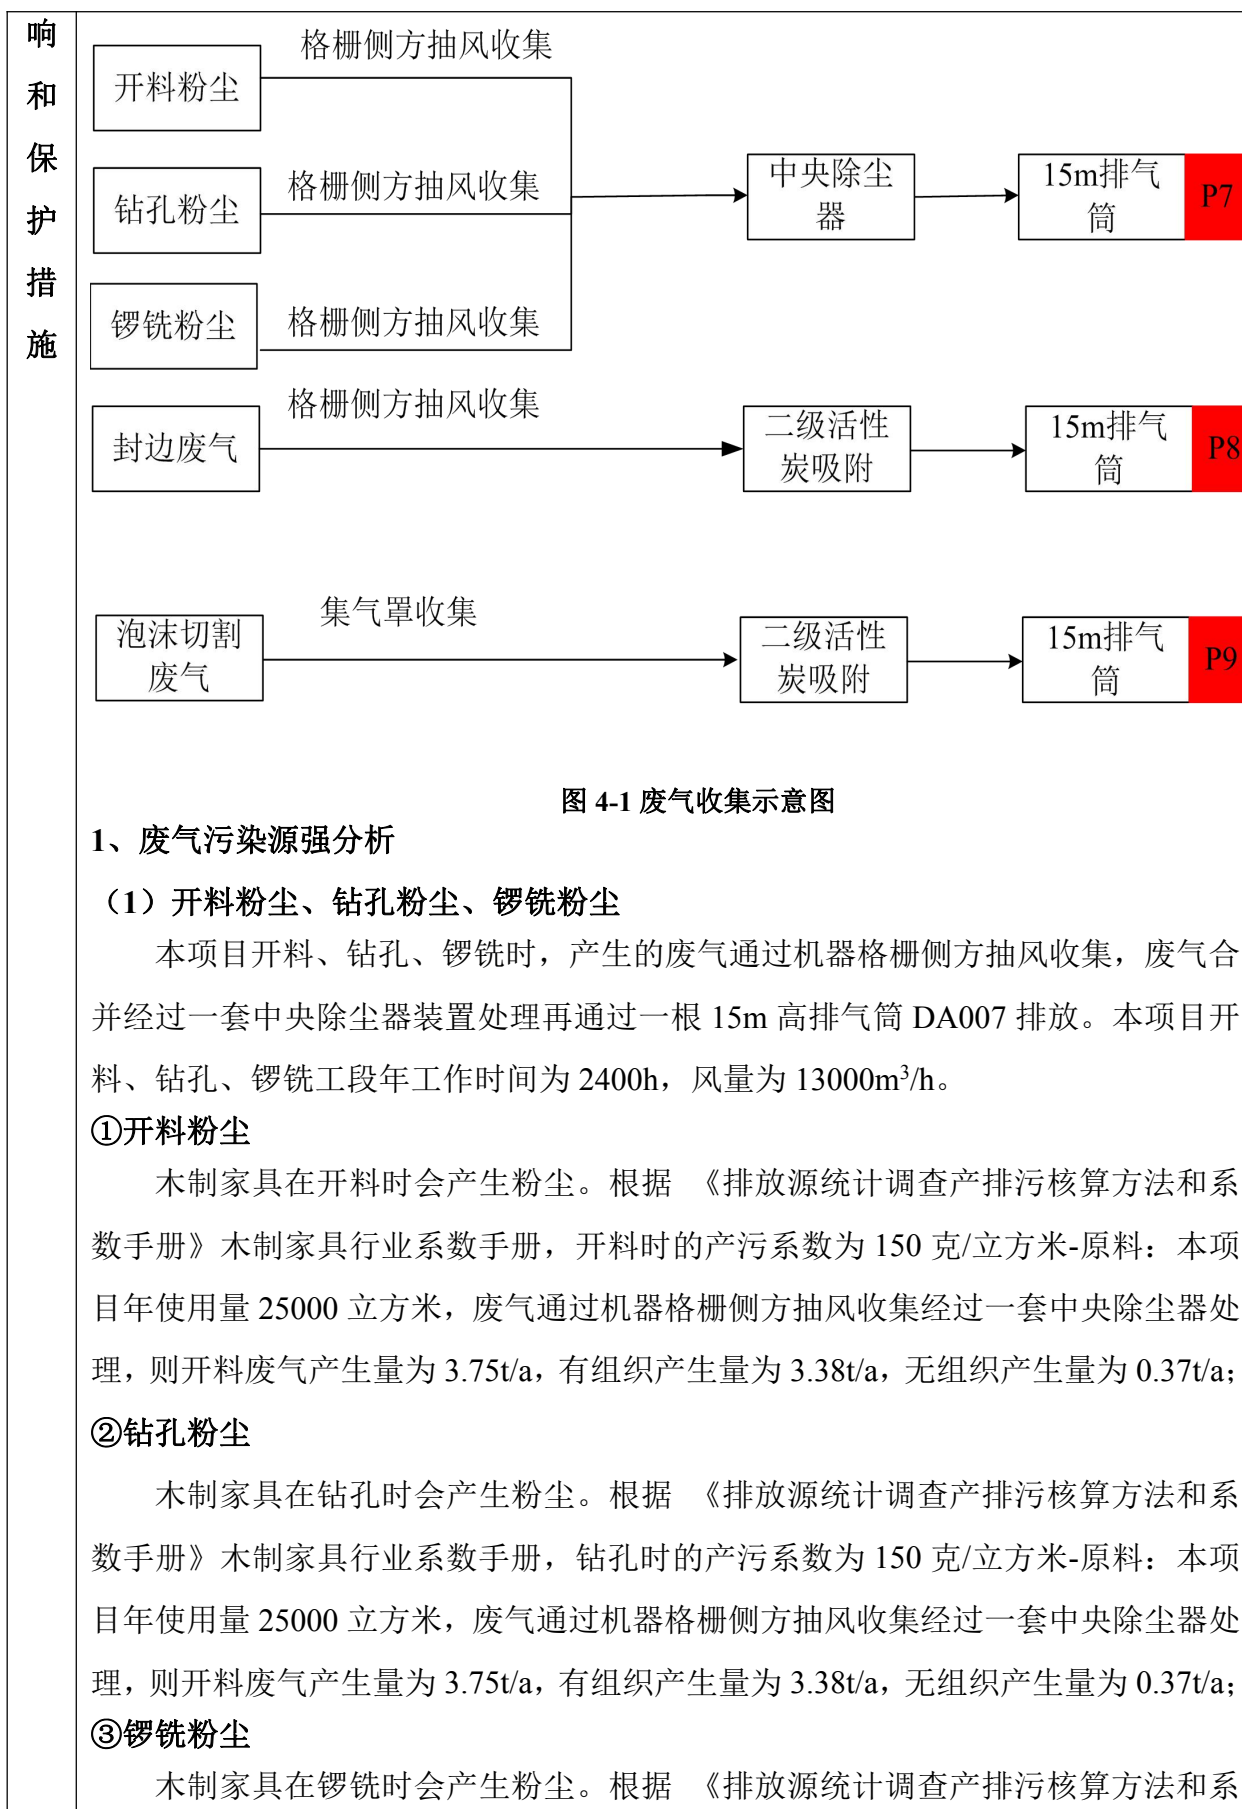 响
和
保
护
措
施
格栅侧方抽风收集
开料粉尘
格栅侧方抽风收集
钻孔粉尘
中央除尘
器
15m排气
筒
P7
锣铣粉尘
格栅侧方抽风收集
格栅侧方抽风收集
封边废气
二级活性
炭吸附
15m排气
筒
P8
集气罩收集
泡沫切割
废气
二级活性
炭吸附
15m排气
筒
P9
图 4-1 废气收集示意图
1、废气污染源强分析
（1）开料粉尘、钻孔粉尘、锣铣粉尘
本项目开料、钻孔、锣铣时，产生的废气通过机器格栅侧方抽风收集，废气合
并经过一套中央除尘器装置处理再通过一根 15m 高排气筒 DA007 排放。本项目开
料、钻孔、锣铣工段年工作时间为 2400h，风量为 13000m³/h。
①开料粉尘
木制家具在开料时会产生粉尘。根据 《排放源统计调查产排污核算方法和系
数手册》木制家具行业系数手册，开料时的产污系数为 150 克/立方米-原料：本项
目年使用量 25000 立方米，废气通过机器格栅侧方抽风收集经过一套中央除尘器处
理，则开料废气产生量为 3.75t/a，有组织产生量为 3.38t/a，无组织产生量为 0.37t/a；
②钻孔粉尘
木制家具在钻孔时会产生粉尘。根据 《排放源统计调查产排污核算方法和系
数手册》木制家具行业系数手册，钻孔时的产污系数为 150 克/立方米-原料：本项
目年使用量 25000 立方米，废气通过机器格栅侧方抽风收集经过一套中央除尘器处
理，则开料废气产生量为 3.75t/a，有组织产生量为 3.38t/a，无组织产生量为 0.37t/a；
③锣铣粉尘
木制家具在锣铣时会产生粉尘。根据 《排放源统计调查产排污核算方法和系